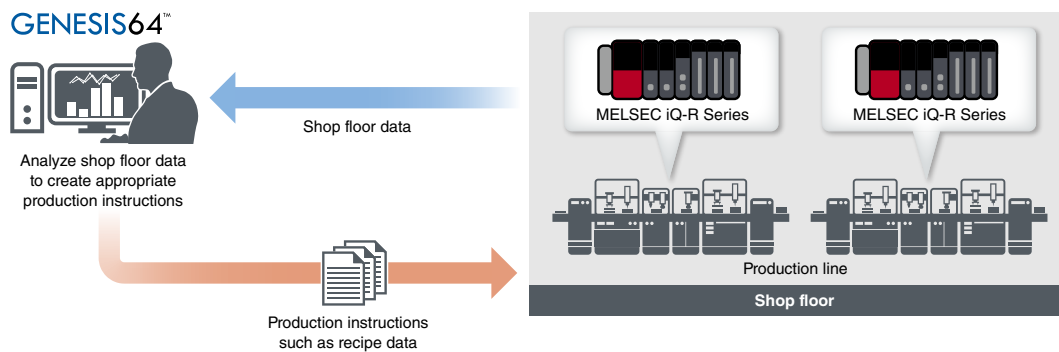 GENESIS64™
Analyze shop floor data
to create appropriate
production instructions
Shop floor data
Production instructions
such as recipe data
MELSEC iQ-R Series
MELSEC iQ-R Series
Production line
Shop floor